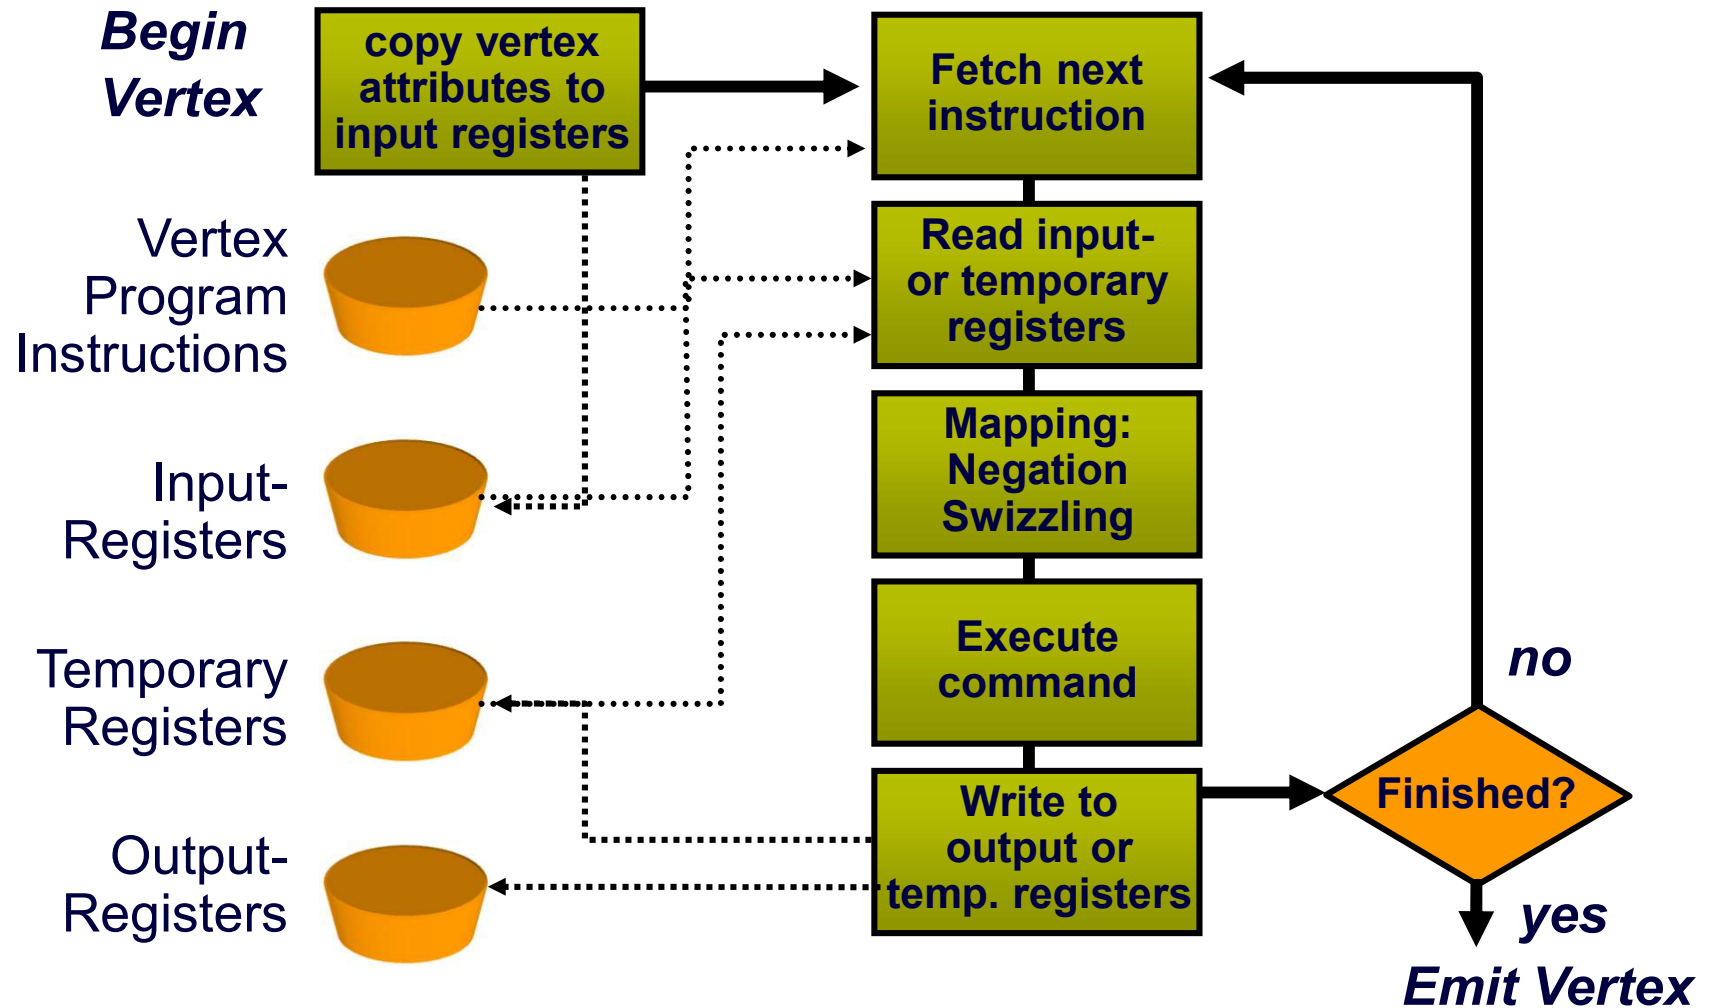 Begin
Vertex
copy vertex
attributes to
input registers
Fetch next
instruction
Vertex
Program
Instructions
Read input-
or temporary
registers
Input-
Registers
Mapping:
Negation
Swizzling
Temporary
Registers
Execute
command
no
Output-
Registers
Write to
output or
temp. registers
Finished?
yes
Emit Vertex